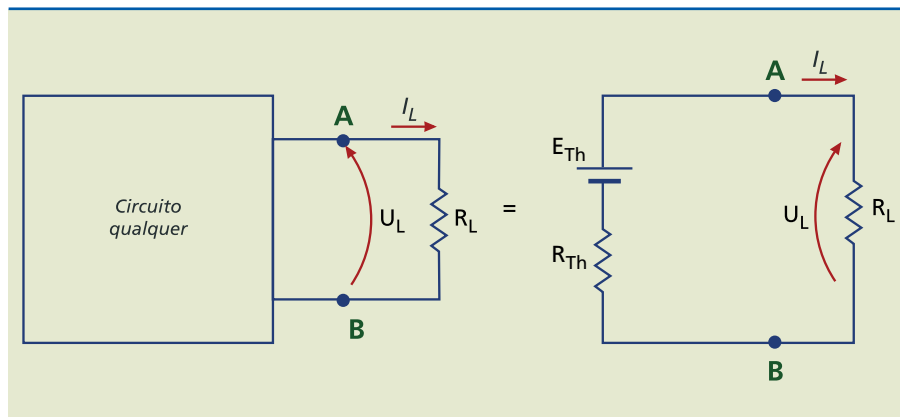 Circuito
qualquer
A
I_L
U_L
R_L
B
=
E_Th
R_Th
A
I_L
U_L
R_L
B